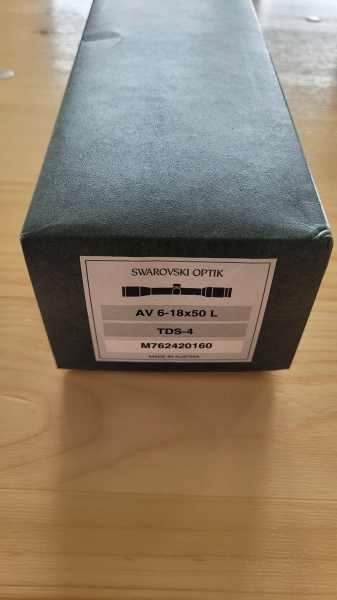 SWAROVSKI OPTIK
AV 6-18x50 L
TDS-4
M762420160
MADE IN AUSTRIA